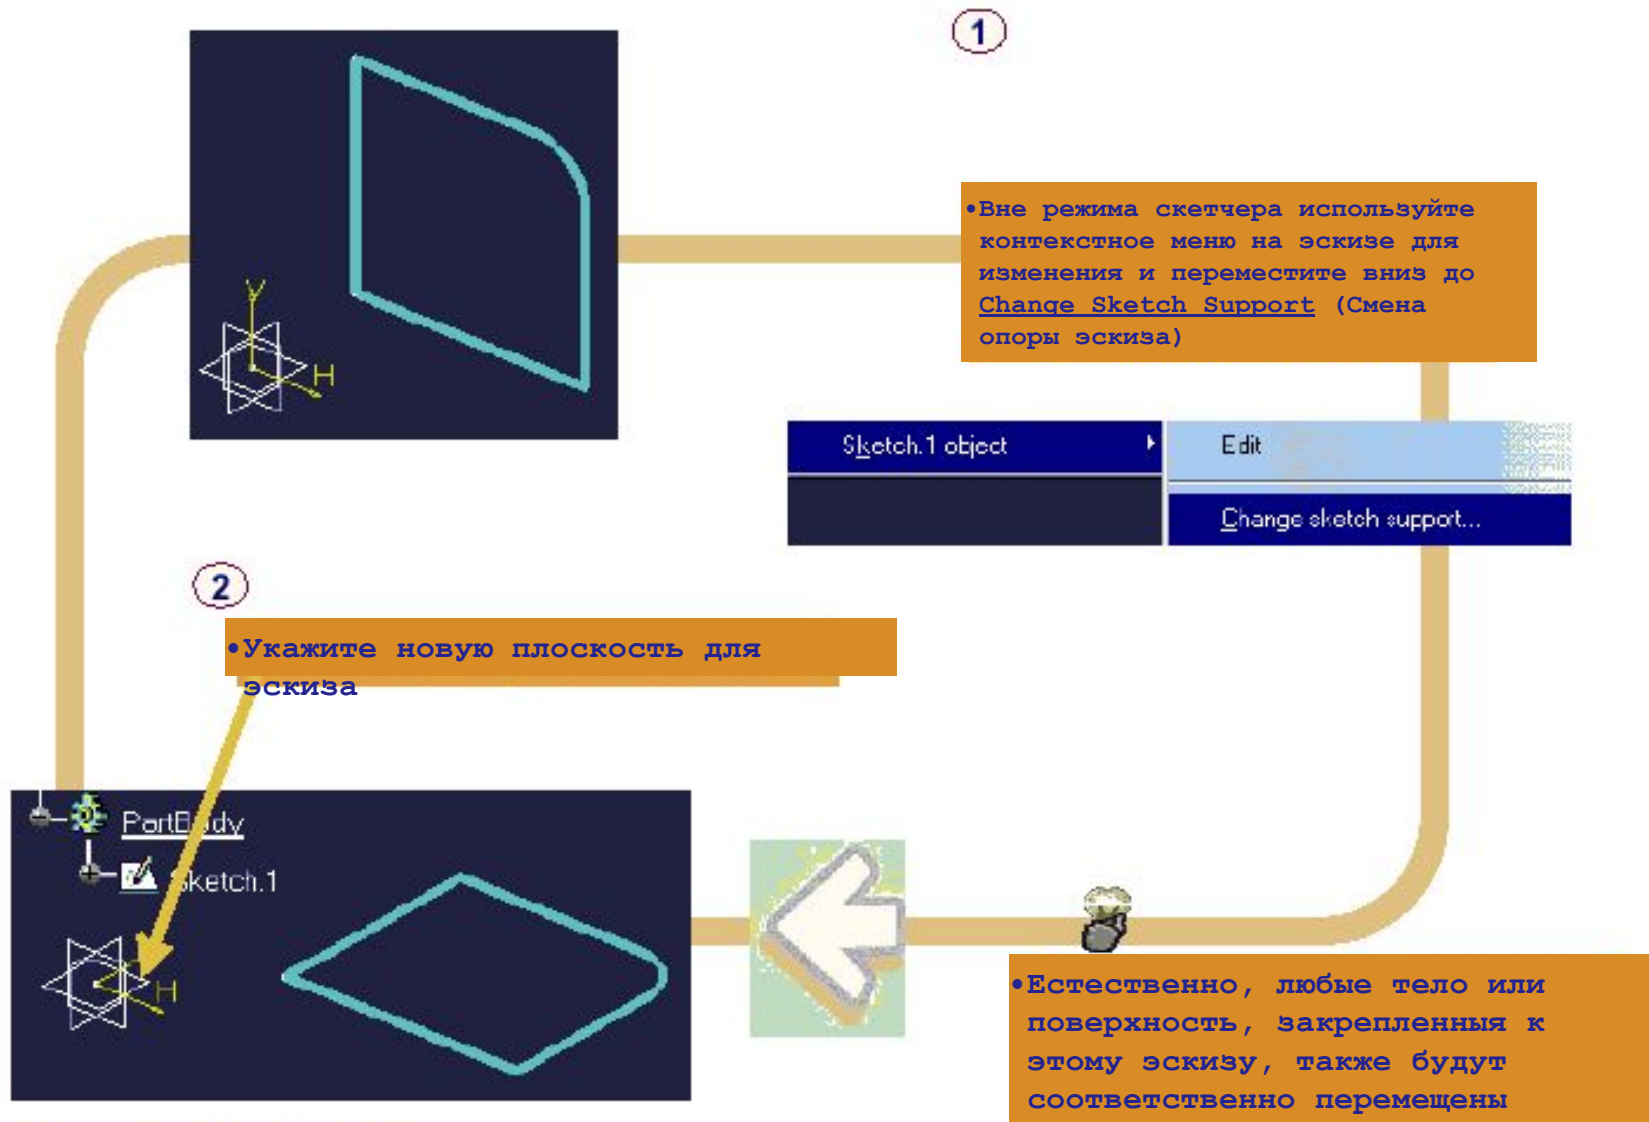 1
•Вне режима скетчера используйте
контекстное меню на эскизе для
изменения и переместите вниз до
Change Sketch Support (Смена
опоры эскиза)
V
H
Sketch.1 object
Edit
Change sketch support...
2
•Укажите новую плоскость для
эскиза
PartBody
Sketch.1
H
•Естественно, любые тело или
поверхность, закрепленныя к
этому эскизу, также будут
соответственно перемещены